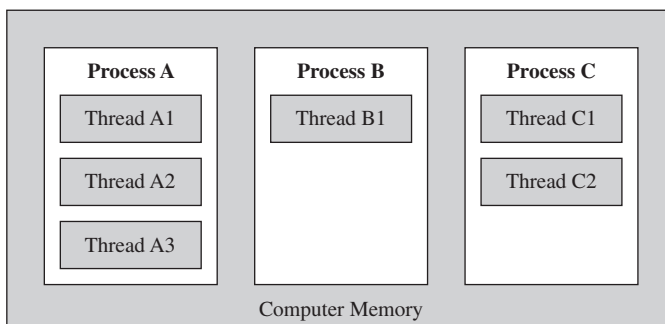 Process A
Thread A1
Thread A2
Thread A3
Process B
Thread B1
Process C
Thread C1
Thread C2
Computer Memory